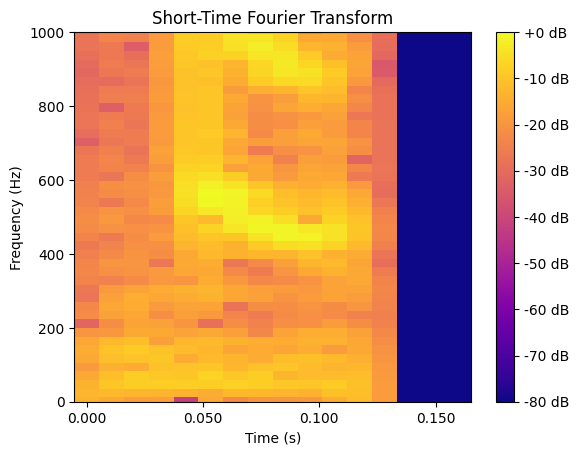 Short-Time Fourier Transform
1000
800
600
400
200
0
Frequency (Hz)
0.000
0.050
0.100
0.150
Time (s)
+0 dB
-10 dB
-20 dB
-30 dB
-40 dB
-50 dB
-60 dB
-70 dB
-80 dB